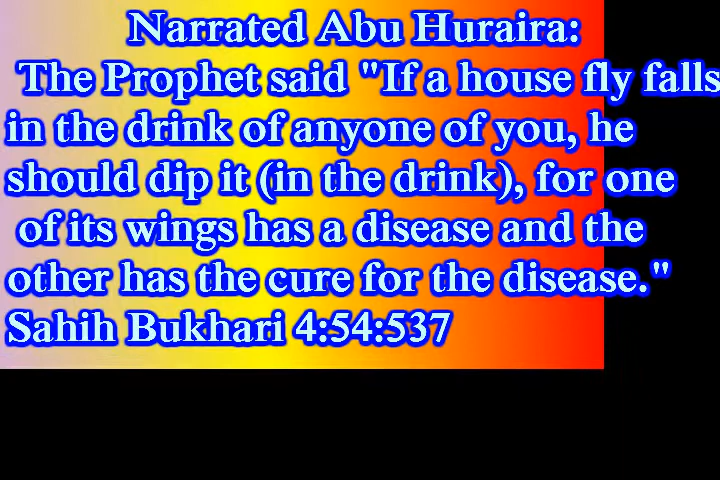 Narrated Abu Huraira:
The Prophet said "If a house fly falls
in the drink of anyone of you, he
should dip it (in the drink), for one
of its wings has a disease and the
other has the cure for the disease."
Sahih Bukhari 4:54:537